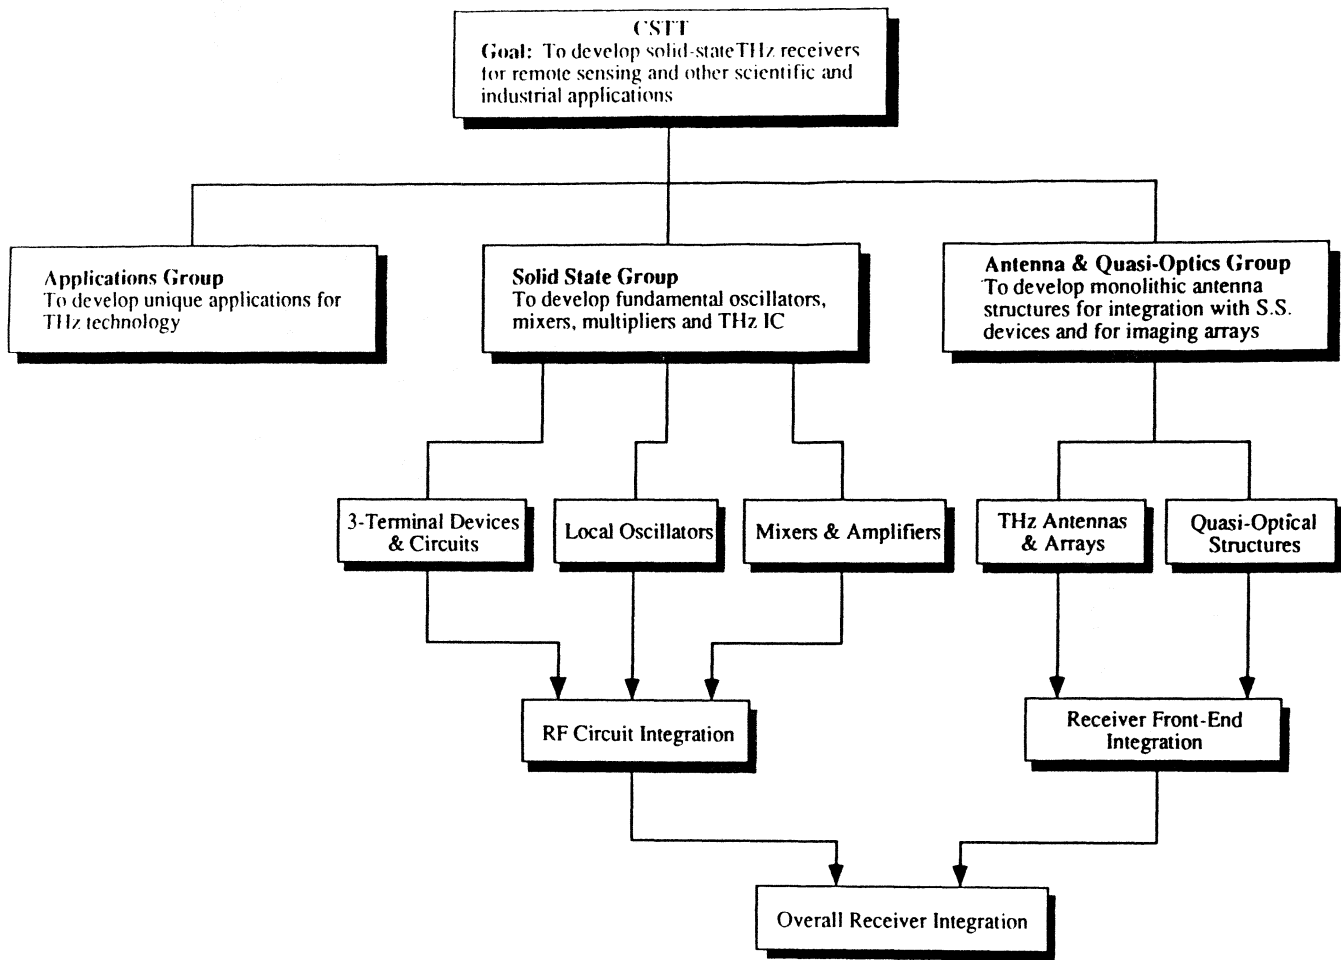 CSTT
Goal: To develop solid-state THz receivers
for remote sensing and other scientific and
industrial applications
Applications Group
To develop unique applications for
THz technology
Solid State Group
To develop fundamental oscillators,
mixers, multipliers and THz IC
Antenna & Quasi-Optics Group
To develop monolithic antenna
structures for integration with S.S.
devices and for imaging arrays
3-Terminal Devices
& Circuits
Local Oscillators
Mixers & Amplifiers
THz Antennas
& Arrays
Quasi-Optical
Structures
RF Circuit Integration
Receiver Front-End
Integration
Overall Receiver Integration